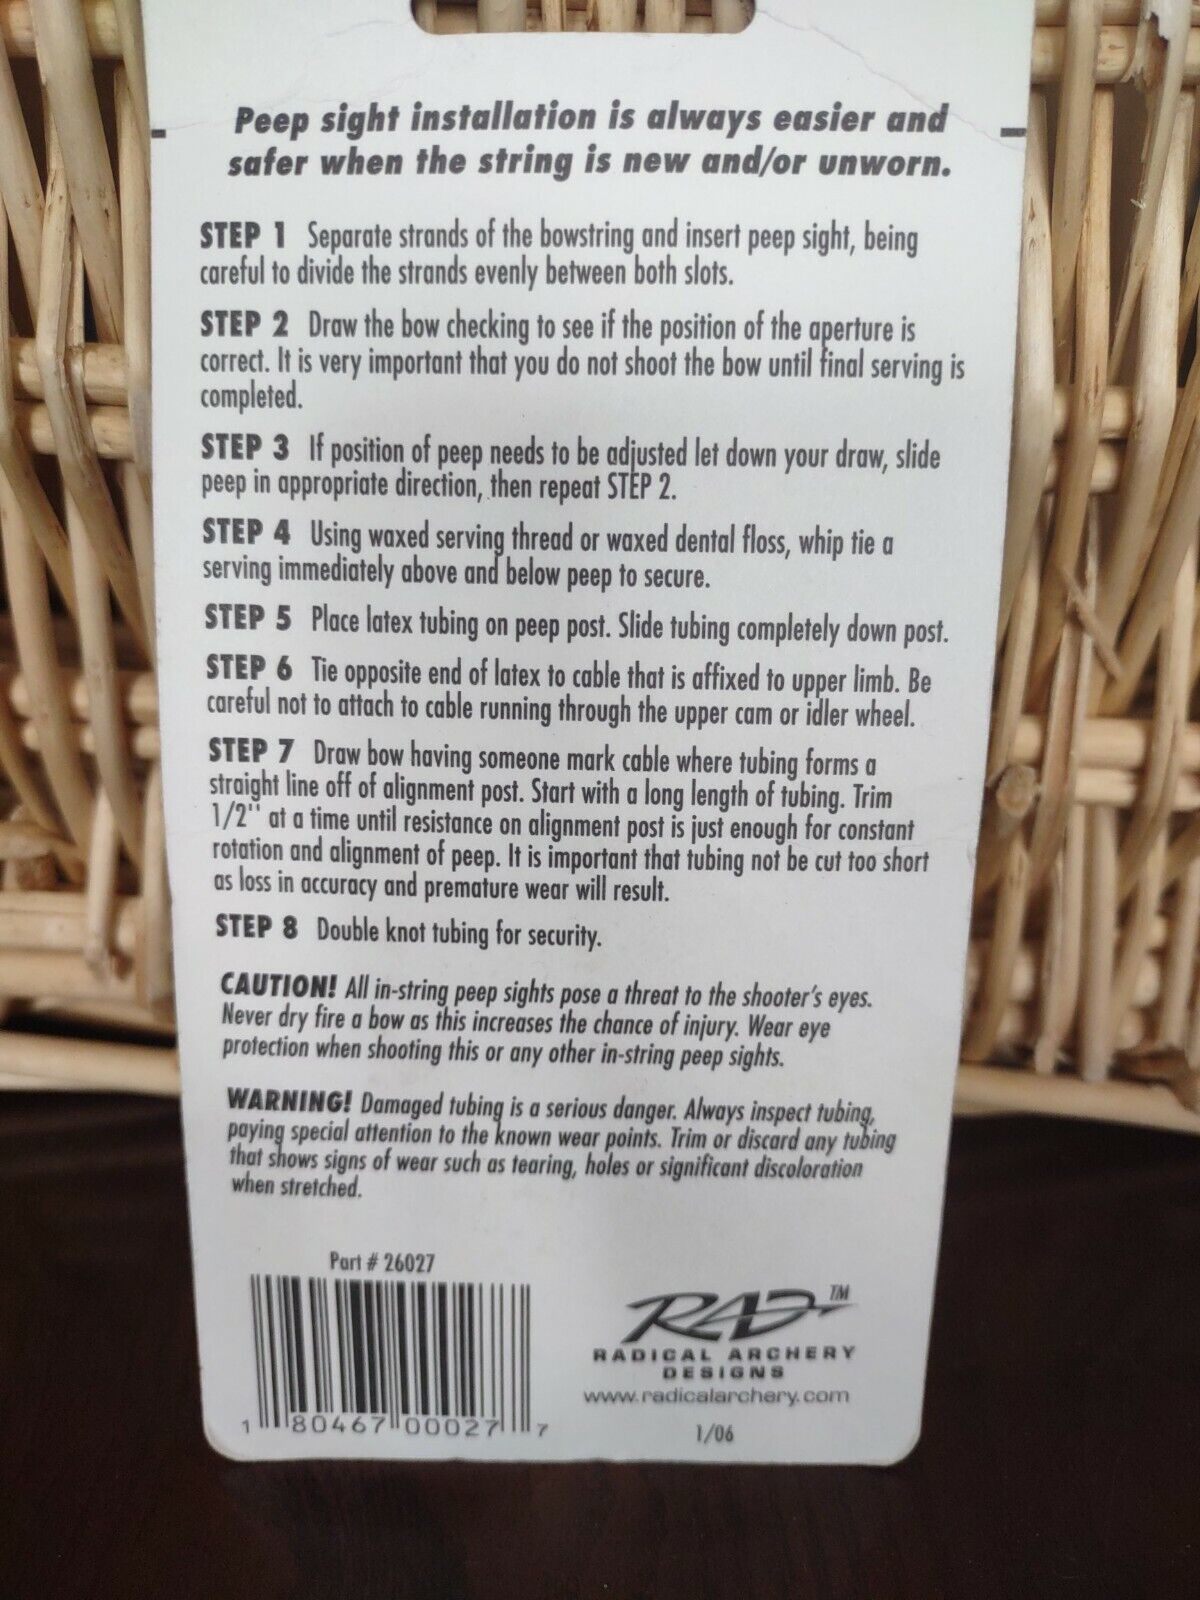 Peep sight installation is always easier and
safer when the string is new and/or unworn.
STEP 1 Separate strands of the bowstring and insert peep sight, being
careful to divide the strands evenly between both slots.
STEP 2 Draw the bow checking to see if the position of the aperture is
correct. It is very important that you do not shoot the bow until final serving is
completed.
STEP 3 If position of peep needs to be adjusted let down your draw, slide
peep in appropriate direction, then repeat STEP 2.
STEP 4 Using waxed serving thread or waxed dental floss, whip tie a
serving immediately above and below peep to secure.
STEP 5 Place latex tubing on peep post. Slide tubing completely down post.
STEP 6 Tie opposite end of latex to cable that is affixed to upper limb. Be
careful not to attach to cable running through the upper cam or idler wheel.
STEP 7 Draw bow having someone mark cable where tubing forms a
straight line off of alignment post. Start with a long length of tubing. Trim
1/2'' at a time until resistance on alignment post is just enough for constant
rotation and alignment of peep. It is important that tubing not be cut too short
as loss in accuracy and premature wear will result.
STEP 8 Double knot tubing for security.
CAUTION! All in-string peep sights pose a threat to the shooter's eyes.
Never dry fire a bow as this increases the chance of injury. Wear eye
protection when shooting this or any other in-string peep sights.
WARNING! Damaged tubing is a serious danger. Always inspect tubing,
paying special attention to the known wear points. Trim or discard any tubing
that shows signs of wear such as tearing, holes or significant discoloration
when stretched.
Part # 26027
1 80467 00027 7
RAD™
RADICAL ARCHERY
DESIGNS
www.radicalarchery.com
1/06